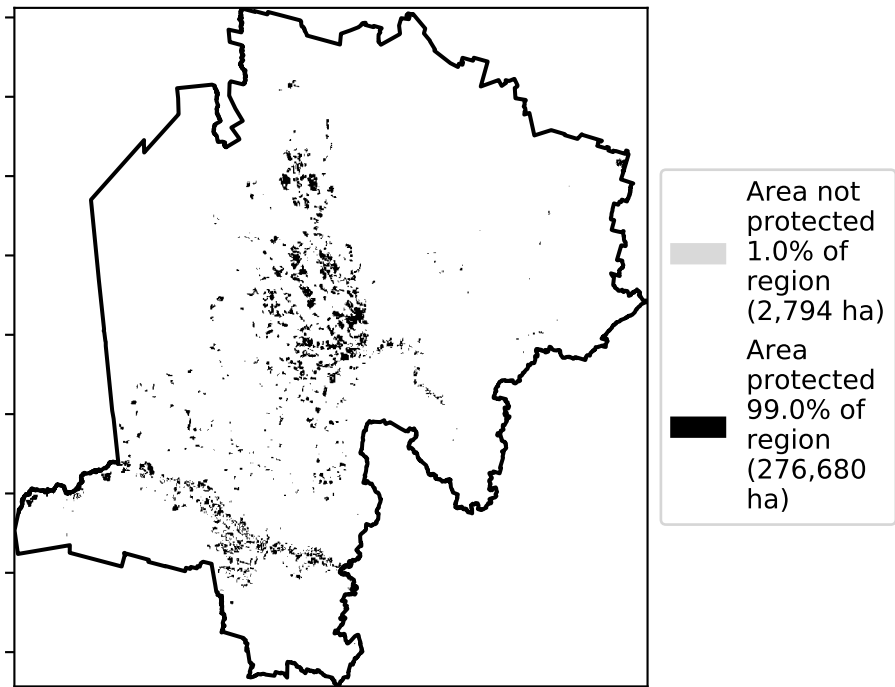 Area not
protected
1.0% of
region
(2,794 ha)
Area
protected
99.0% of
region
(276,680
ha)